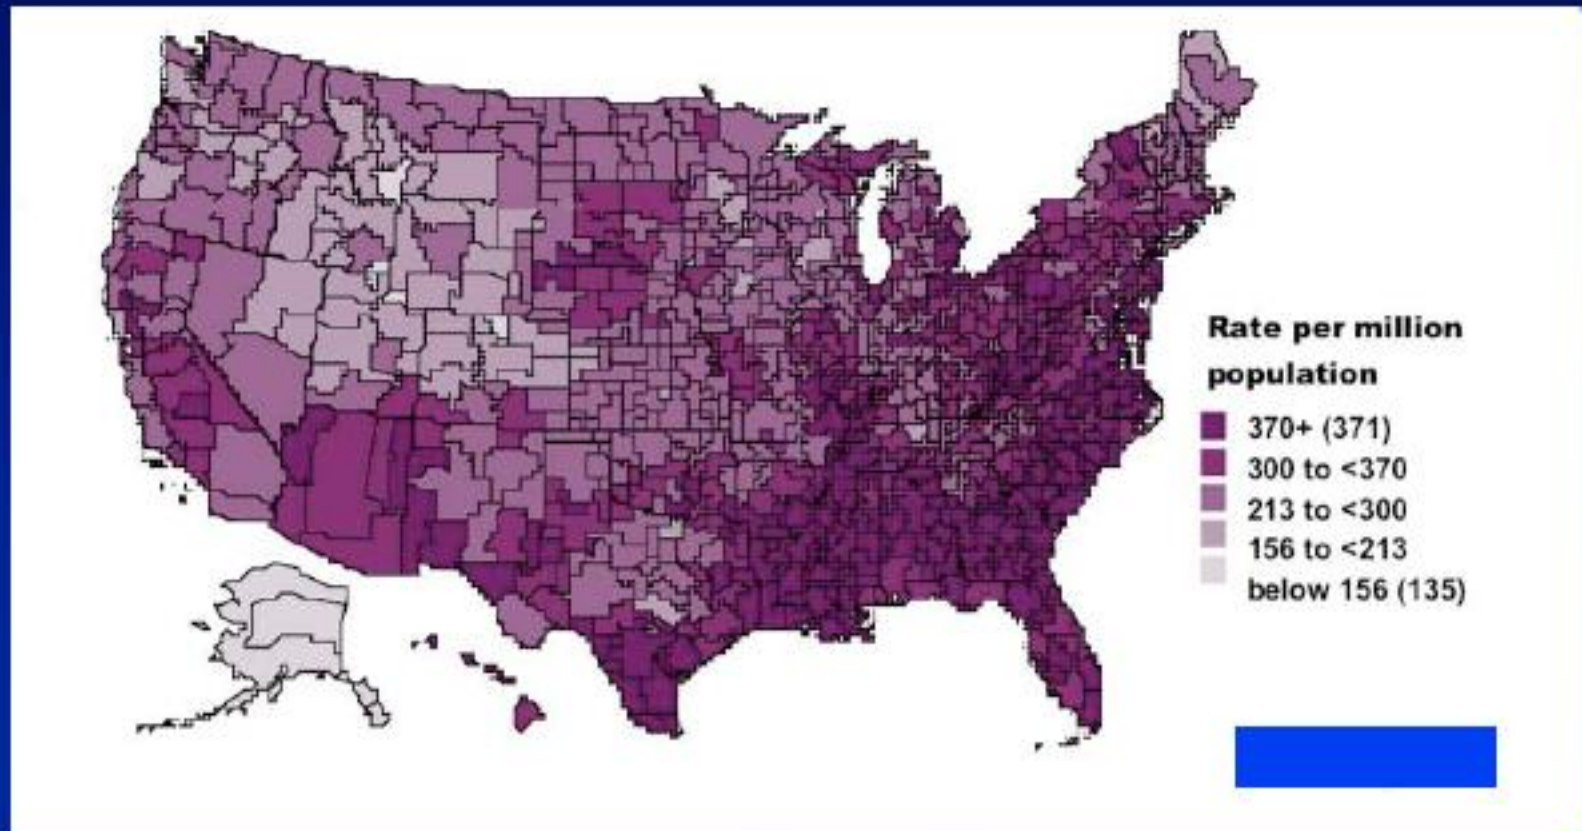 Rate per million
population
370+ (371)
300 to <370
213 to <300
156 to <213
below 156 (135)